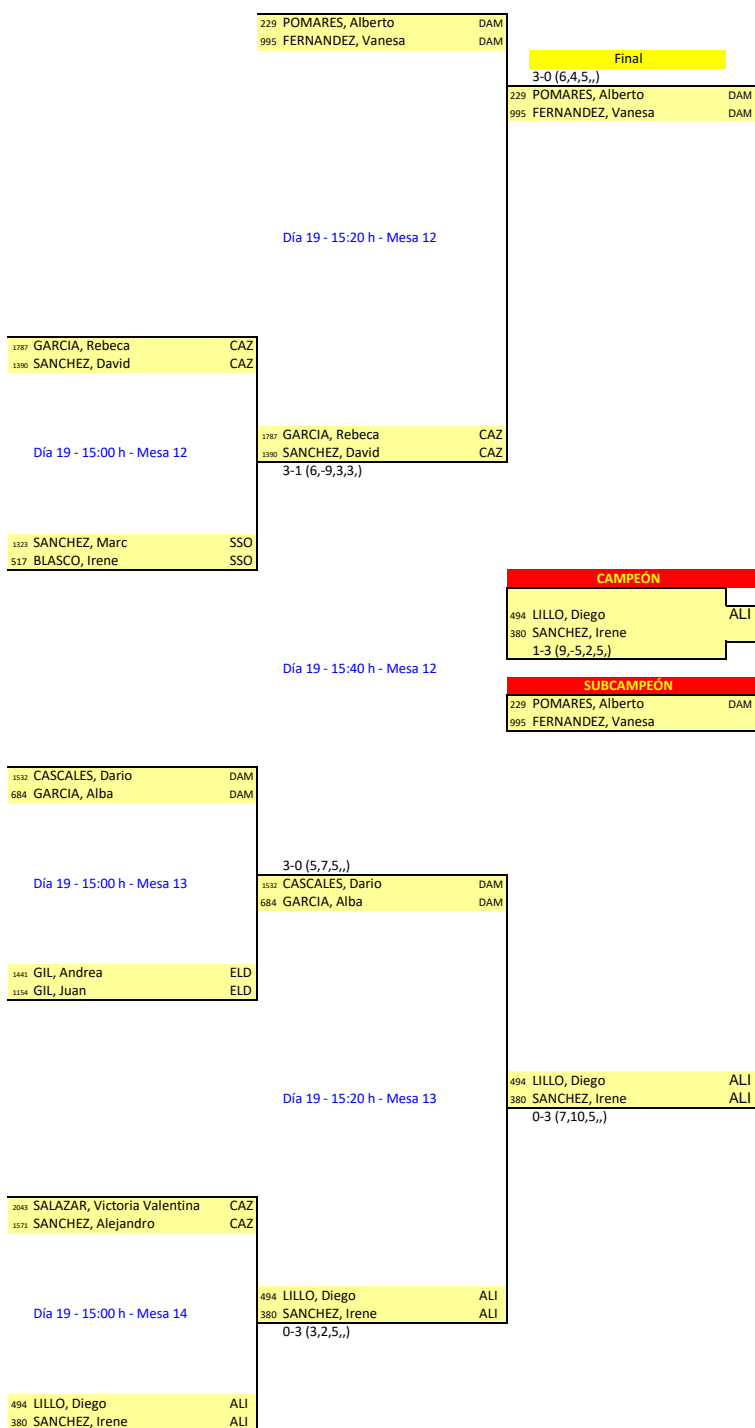 229 POMARES, Alberto DAM
995 FERNANDEZ, Vanesa DAM
Final
3-0 (6,4,5,,)
229 POMARES, Alberto DAM
995 FERNANDEZ, Vanesa DAM
Día 19 - 15:20 h - Mesa 12
1787 GARCIA, Rebeca CAZ
1390 SANCHEZ, David CAZ
Día 19 - 15:00 h - Mesa 12
1787 GARCIA, Rebeca CAZ
1390 SANCHEZ, David CAZ
3-1 (6,-9,3,3,)
1323 SANCHEZ, Marc SSO
517 BLASCO, Irene SSO
CAMPEÓN
494 LILLO, Diego ALI
380 SANCHEZ, Irene
1-3 (9,-5,2,5,)
Día 19 - 15:40 h - Mesa 12
SUBCAMPEÓN
229 POMARES, Alberto DAM
995 FERNANDEZ, Vanesa
1532 CASCALES, Dario DAM
684 GARCIA, Alba DAM
Día 19 - 15:00 h - Mesa 13
3-0 (5,7,5,,)
1532 CASCALES, Dario DAM
684 GARCIA, Alba DAM
1441 GIL, Andrea ELD
1154 GIL, Juan ELD
Día 19 - 15:20 h - Mesa 13
494 LILLO, Diego ALI
380 SANCHEZ, Irene ALI
0-3 (7,10,5,,)
2043 SALAZAR, Victoria Valentina CAZ
1571 SANCHEZ, Alejandro CAZ
Día 19 - 15:00 h - Mesa 14
494 LILLO, Diego ALI
380 SANCHEZ, Irene ALI
0-3 (3,2,5,,)
494 LILLO, Diego ALI
380 SANCHEZ, Irene ALI